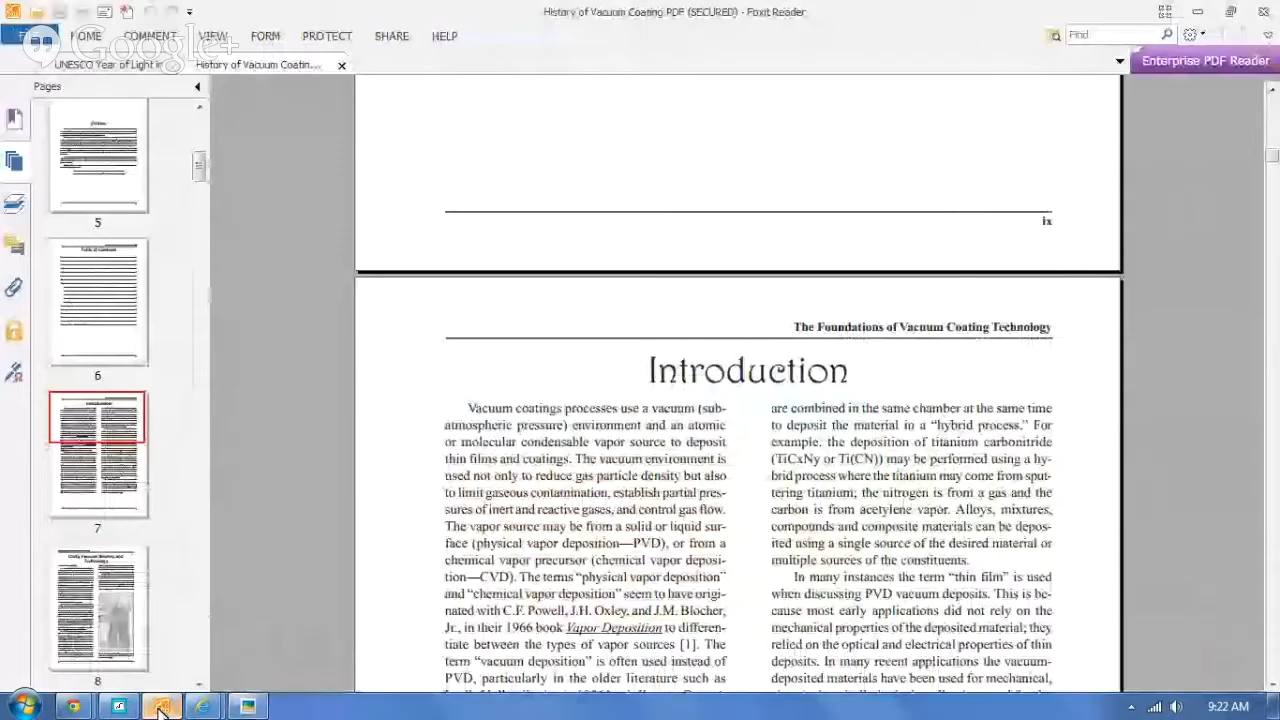 History of Vacuum Coating PDF (SECURED) - Foxit Reader
HOME COMMENT VIEW FORM PROTECT SHARE HELP
Find
Google+
UNESCO Year of Light in
History of Vacuum Coatin...
Enterprise PDF Reader
Pages
5
6
7
8
ix
The Foundations of Vacuum Coating Technology
Introduction
Vacuum coatings processes use a vacuum (sub-
atmospheric pressure) environment and an atomic
or molecular condensable vapor source to deposit
thin films and coatings. The vacuum environment is
used not only to reduce gas particle density but also
to limit gaseous contamination, establish partial pres-
sures of inert and reactive gases, and control gas flow.
The vapor source may be from a solid or liquid sur-
face (physical vapor deposition—PVD), or from a
chemical vapor precursor (chemical vapor deposi-
tion—CVD). The terms "physical vapor deposition"
and "chemical vapor deposition" seem to have origi-
nated with C.F. Powell, J.H. Oxley, and J.M. Blocher,
Jr., in their 1966 book Vapor Deposition to differen-
tiate between the types of vapor sources [1]. The
term "vacuum deposition" is often used instead of
PVD, particularly in the older literature such as
are combined in the same chamber at the same time
to deposit the material in a "hybrid process." For
example, the deposition of titanium carbonitride
(TiCxNy or Ti(CN)) may be performed using a hy-
brid process where the titanium may come from sput-
tering titanium; the nitrogen is from a gas and the
carbon is from acetylene vapor. Alloys, mixtures,
compounds and composite materials can be depos-
ited using a single source of the desired material or
multiple sources of the constituents.
In many instances the term "thin film" is used
when discussing PVD vacuum deposits. This is be-
cause most early applications did not rely on the
mechanical properties of the deposited material; they
relied on the optical and electrical properties of thin
deposits. In many recent applications the vacuum-
deposited materials have been used for mechanical,
9:22 AM